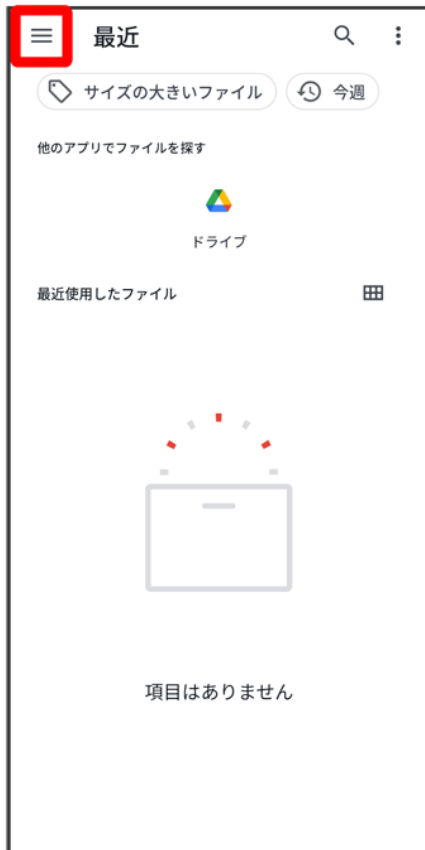 最近
サイズの大きいファイル
今週
他のアプリでファイルを探す
ドライブ
最近使用したファイル
項目はありません